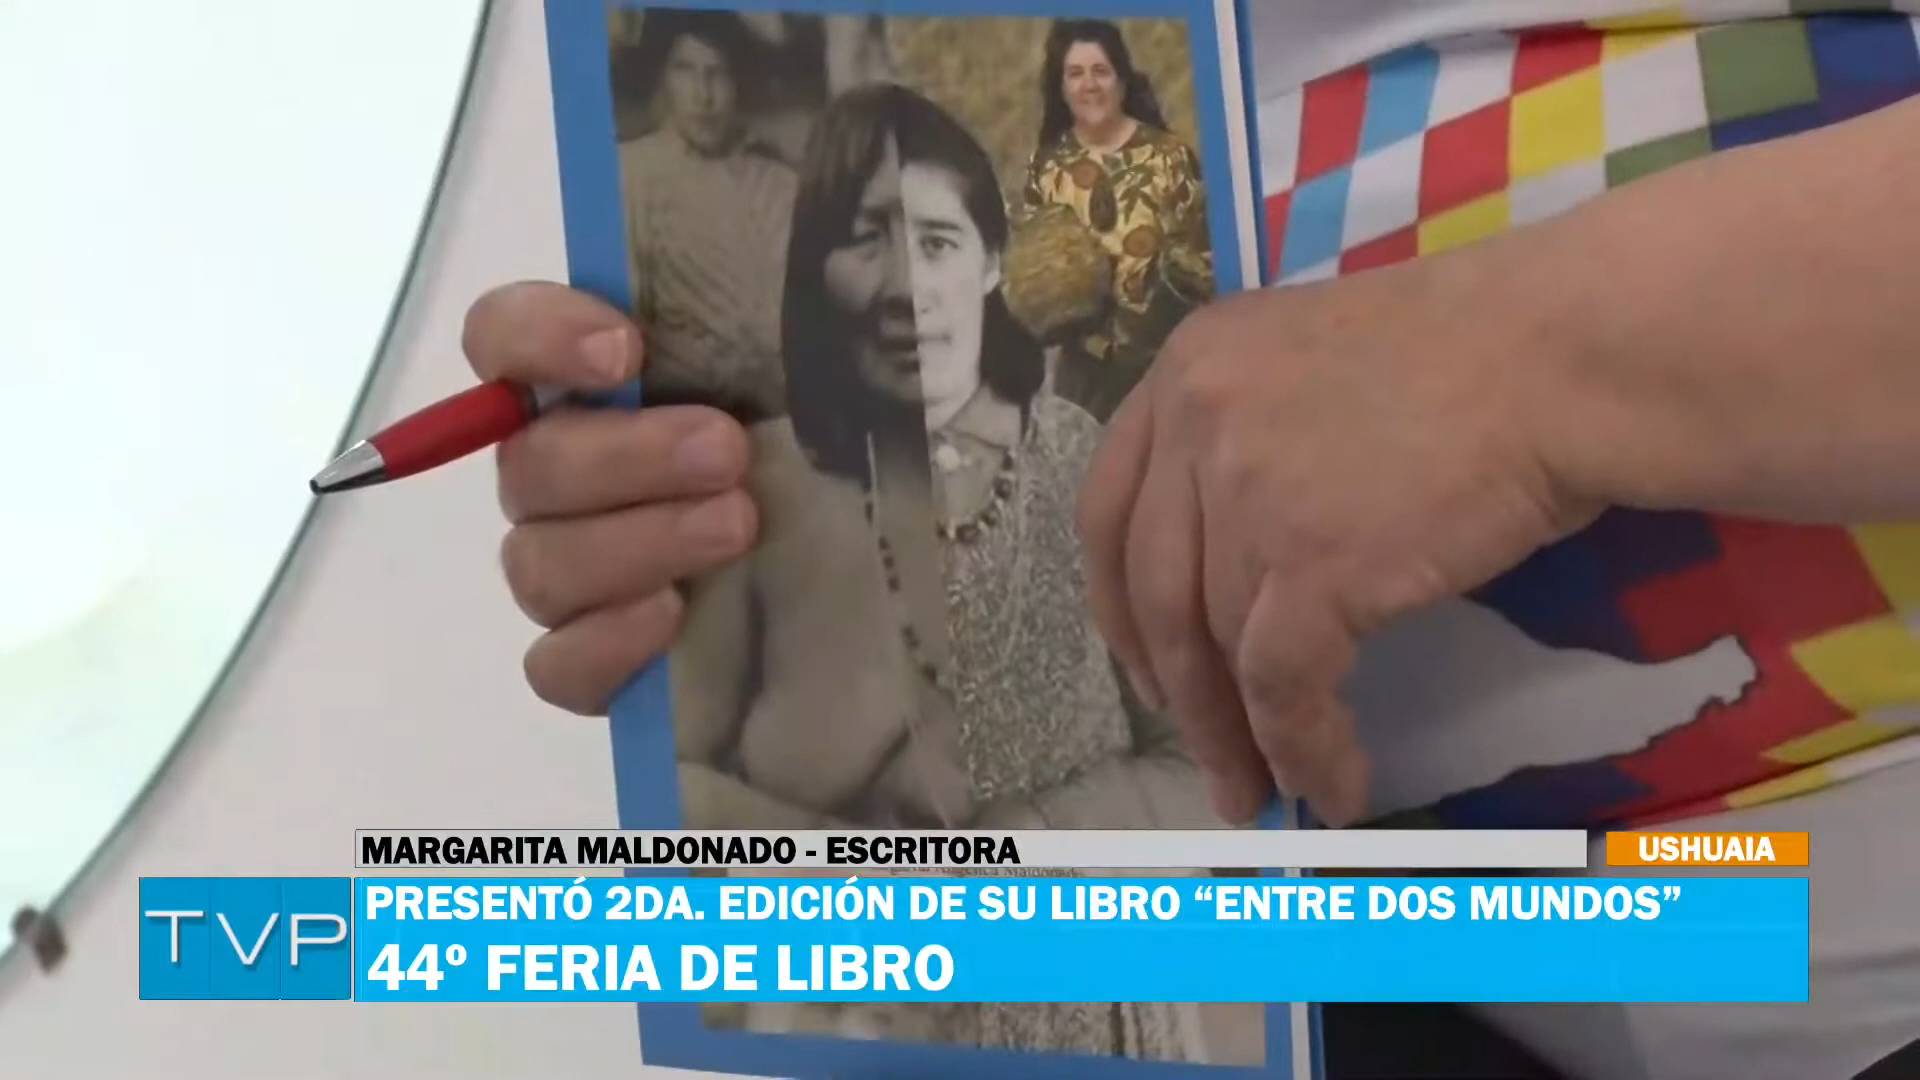 MARGARITA MALDONADO - ESCRITORA
USHUAIA
TVP
PRESENTÓ 2DA. EDICIÓN DE SU LIBRO “ENTRE DOS MUNDOS”
44º FERIA DE LIBRO